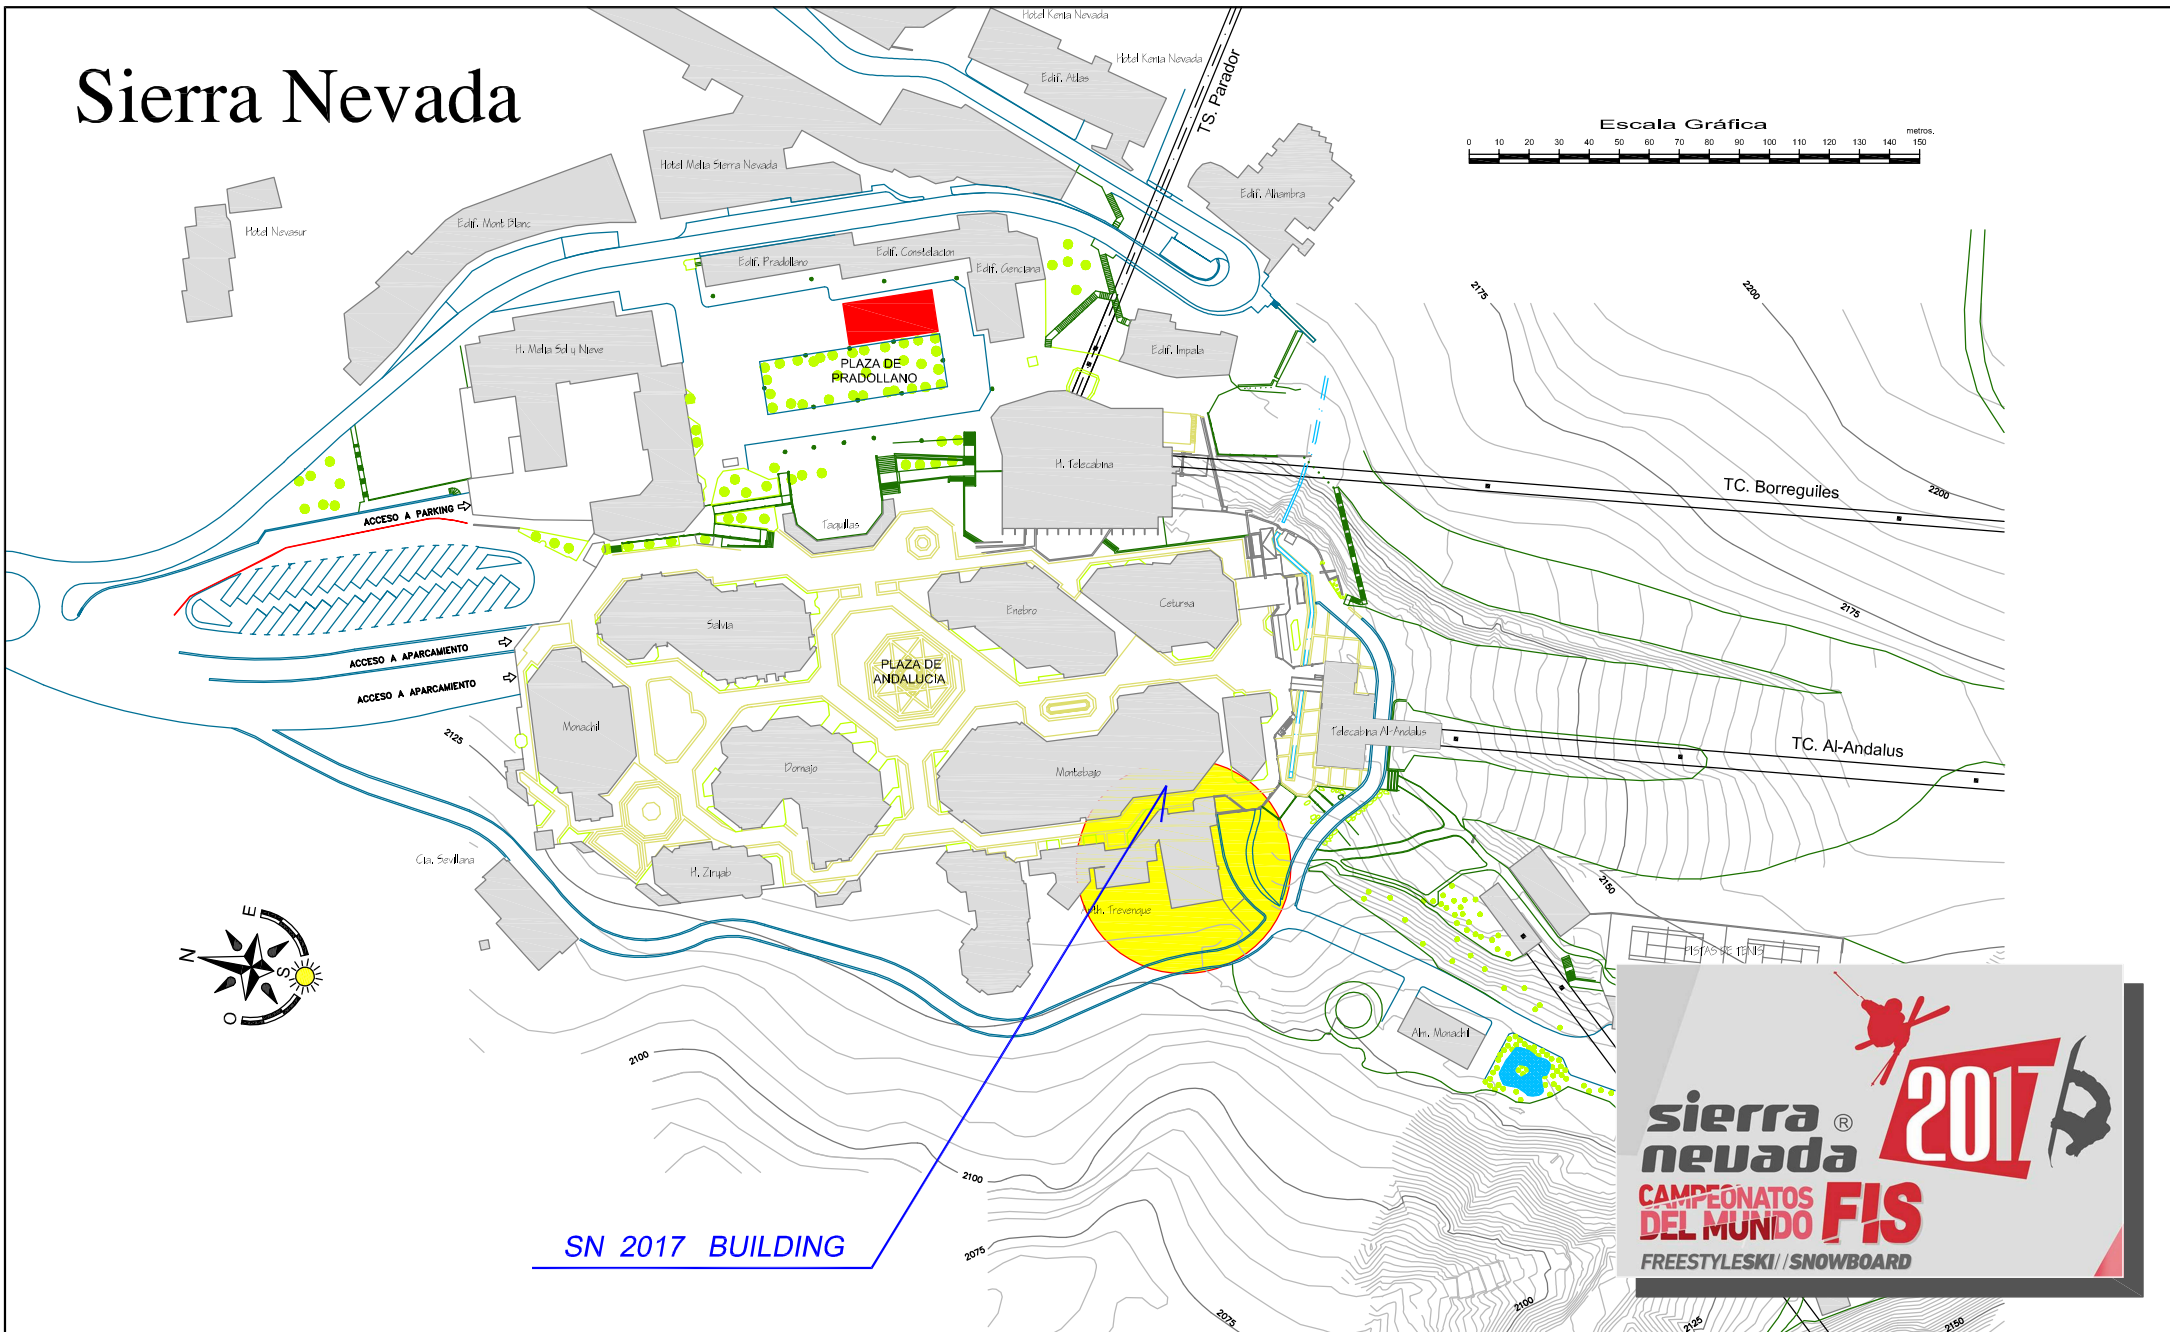 Sierra Nevada
Hotel Kenia Nevada
Hotel Kenia Nevada
Edif. Atlas
TS. Parador
Escala Gráfica
metros.
0 10 20 30 40 50 60 70 80 90 100 110 120 130 140 150
Hotel Melia Sierra Nevada
Edif. Alhambra
Hotel Nevasur
Edif. Mont Blanc
Edif. Pradollano
Edif. Constelacion
Edif. Genciana
2175
2200
H. Melia Sol y Nieve
PLAZA DE
PRADOLLANO
Edif. Impala
H. Telecabina
TC. Borreguiles
2200
ACCESO A PARKING
Taquillas
Salvia
Enebro
Cetursa
2175
ACCESO A APARCAMIENTO
ACCESO A APARCAMIENTO
PLAZA DE
ANDALUCIA
2125
Monachil
Dornajo
Montebajo
Telecabina Al-Andalus
TC. Al-Andalus
Cia. Sevillana
H. Ziryab
2150
Trevenque
PISTAS DE TENIS
N
E
S
O
Alm. Monachil
2100
2100
2075
2075
2100
2125
2150
SN 2017 BUILDING
2017
sierra ®
nevada
CAMPEONATOS
DEL MUNDO
FIS
FREESTYLESKI//SNOWBOARD